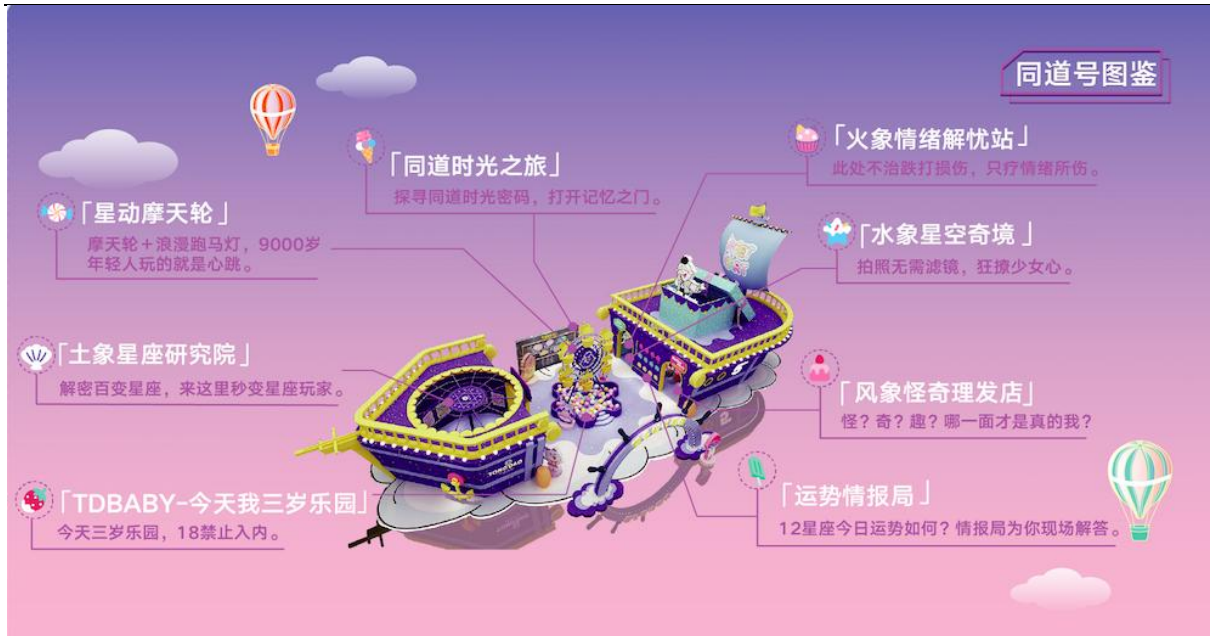 同道号图鉴
「火象情绪解忧站」
此处不治跌打损伤，只疗情绪所伤。
「同道时光之旅」
探寻同道时光密码，打开记忆之门。
「星动摩天轮」
摩天轮+浪漫跑马灯，9000岁
年轻人玩的就是心跳。
「水象星空奇境」
拍照无需滤镜，狂撩少女心。
「土象星座研究院」
解密百变星座，来这里秒变星座玩家。
「风象怪奇理发店」
怪？奇？趣？哪一面才是真的我？
「TDBABY-今天我三岁乐园」
今天三岁乐园，18禁止入内。
「运势情报局」
12星座今日运势如何？情报局为你现场解答。
TONGDAO